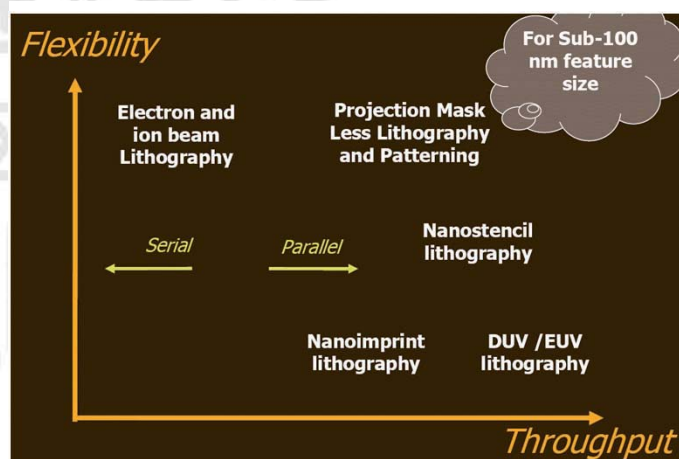 Flexibility
For Sub-100
nm feature
size
Electron and
ion beam
Lithography
Projection Mask
Less Lithography
and Patterning
Serial
Parallel
Nanostencil
lithography
Nanoimprint
lithography
DUV /EUV
lithography
Throughput